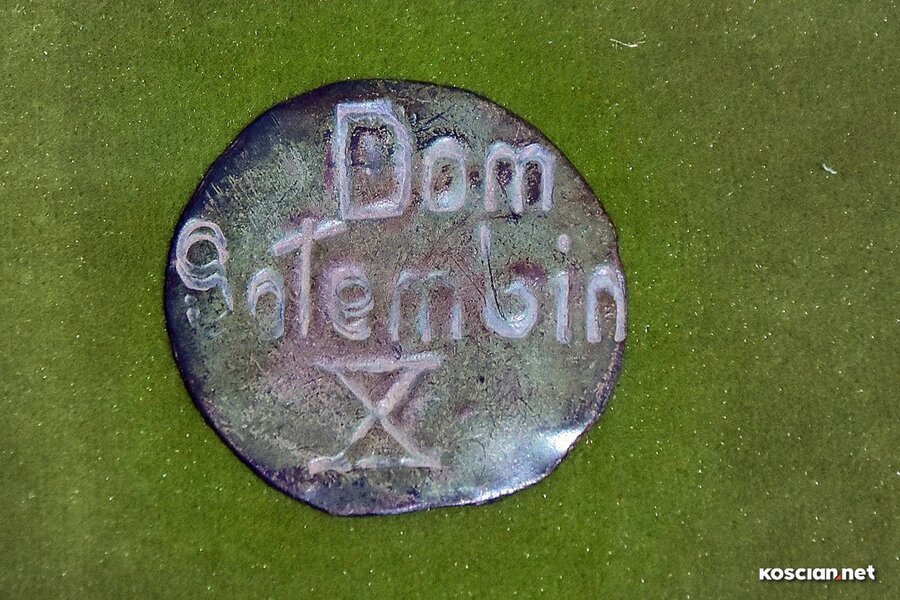 Dom
gotembin
X
KOSCIAN.net